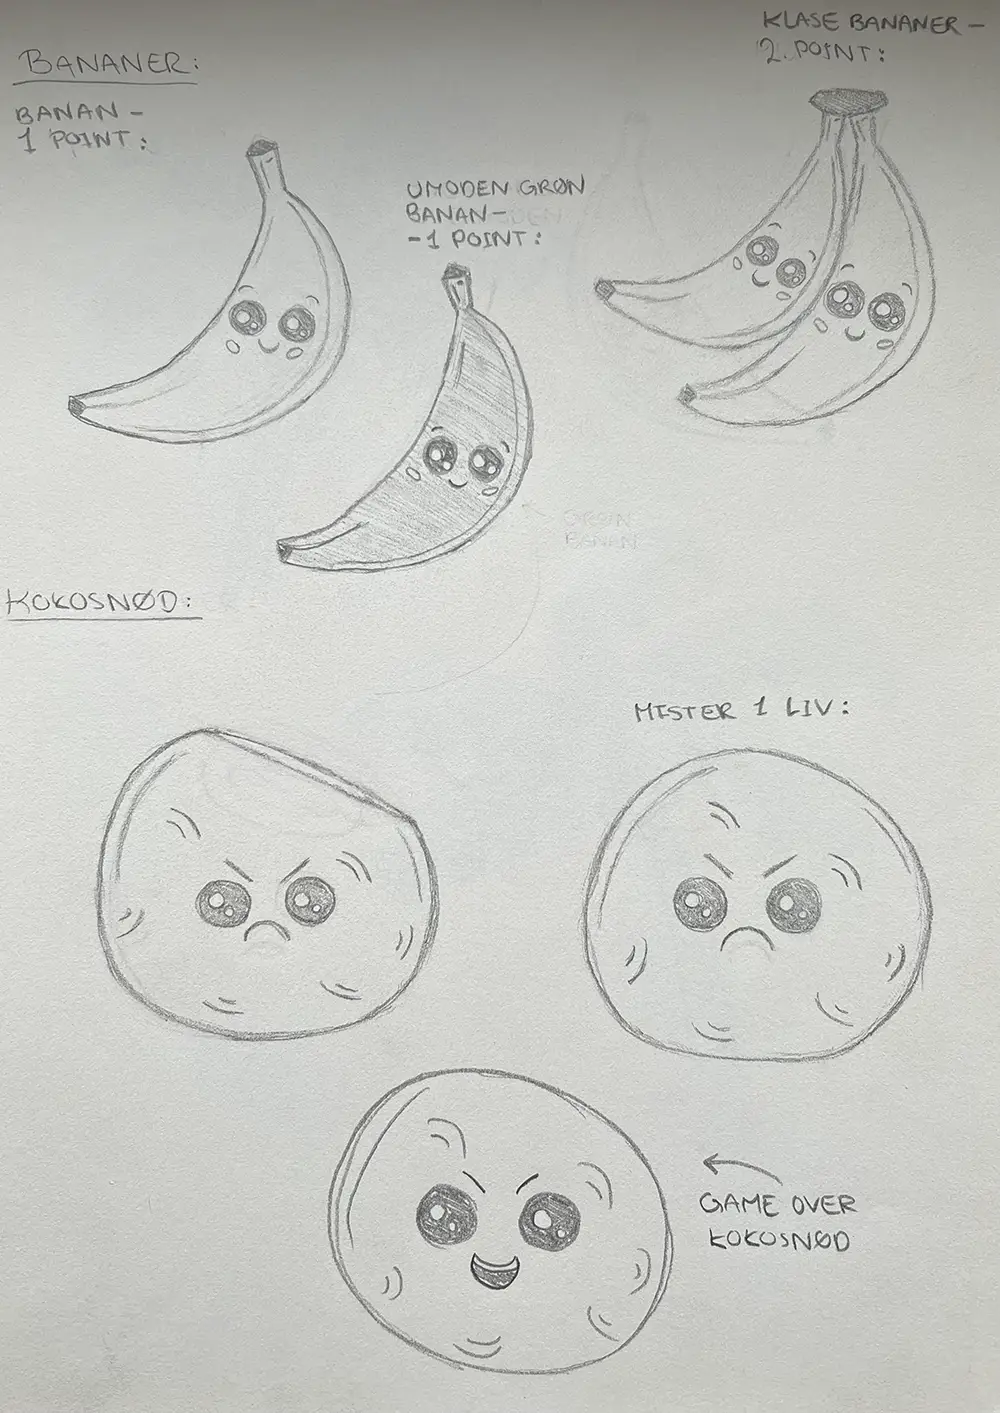 BANANER:
BANAN -
1 POINT:
KLASE BANANER -
2. POINT:
UMODEN GRØN
BANAN-
-1 POINT:
GRØN
BANAN
KOKOSNØD:
MISTER 1 LIV:
GAME OVER
KOKOSNØD